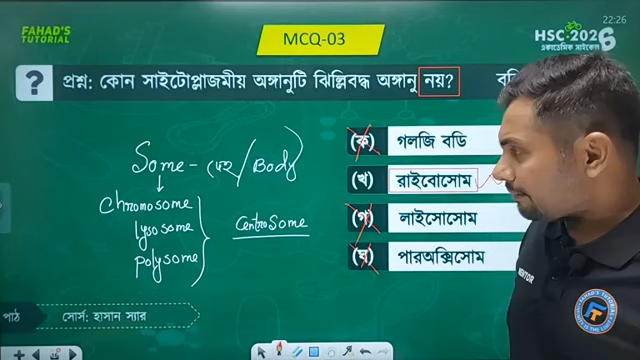 FAHAD'S
TUTORIAL
MCQ-03
22:26
HSC 2026
একাডেমিক সাইকেল
? প্রশ্ন: কোন সাইটোপ্লাজমীয় অঙ্গানুটি ঝিল্লিবদ্ধ অঙ্গানু নয়?
Some - দেহ / Body
Chromosome
lysosome
polysome
CentroSome
(ক) গলজি বডি
(খ) রাইবোসোম
(গ) লাইসোসোম
(ঘ) পারঅক্সিসোম
পাঠ
সোর্স: হাসান স্যার
MENTOR